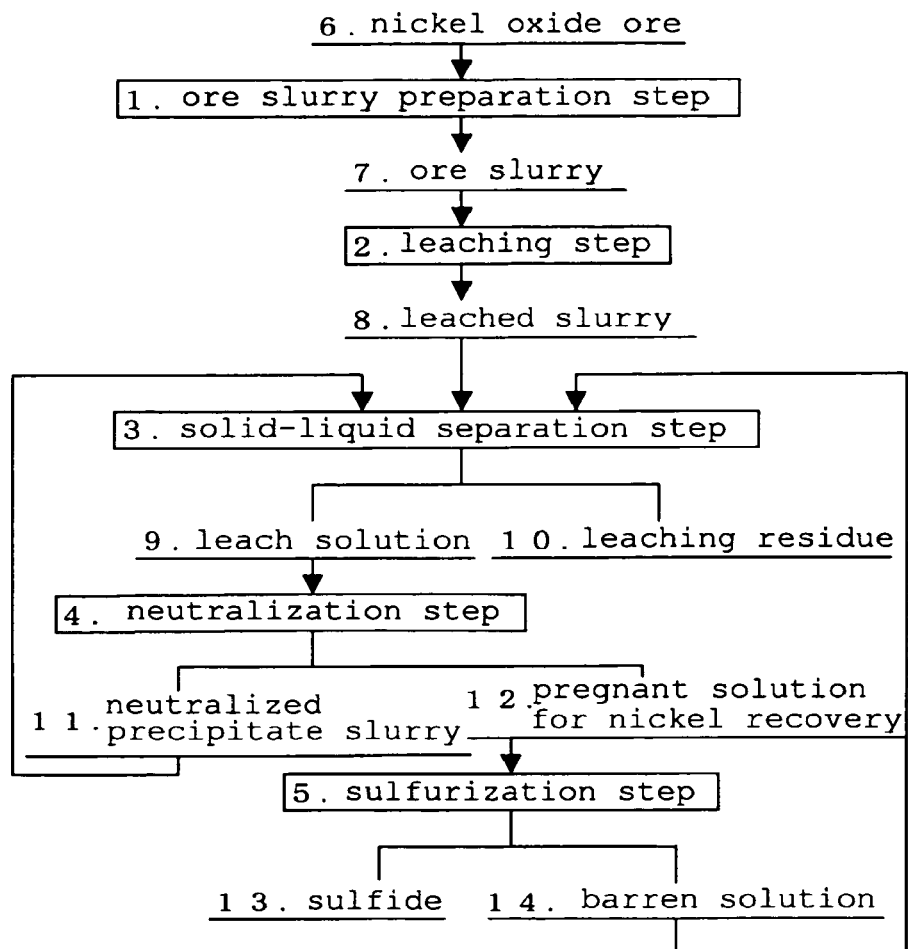 6. nickel oxide ore
1. ore slurry preparation step
7. ore slurry
2. leaching step
8. leached slurry
3. solid-liquid separation step
9. leach solution
10. leaching residue
4. neutralization step
11. neutralized
precipitate slurry
12. pregnant solution
for nickel recovery
5. sulfurization step
13. sulfide
14. barren solution